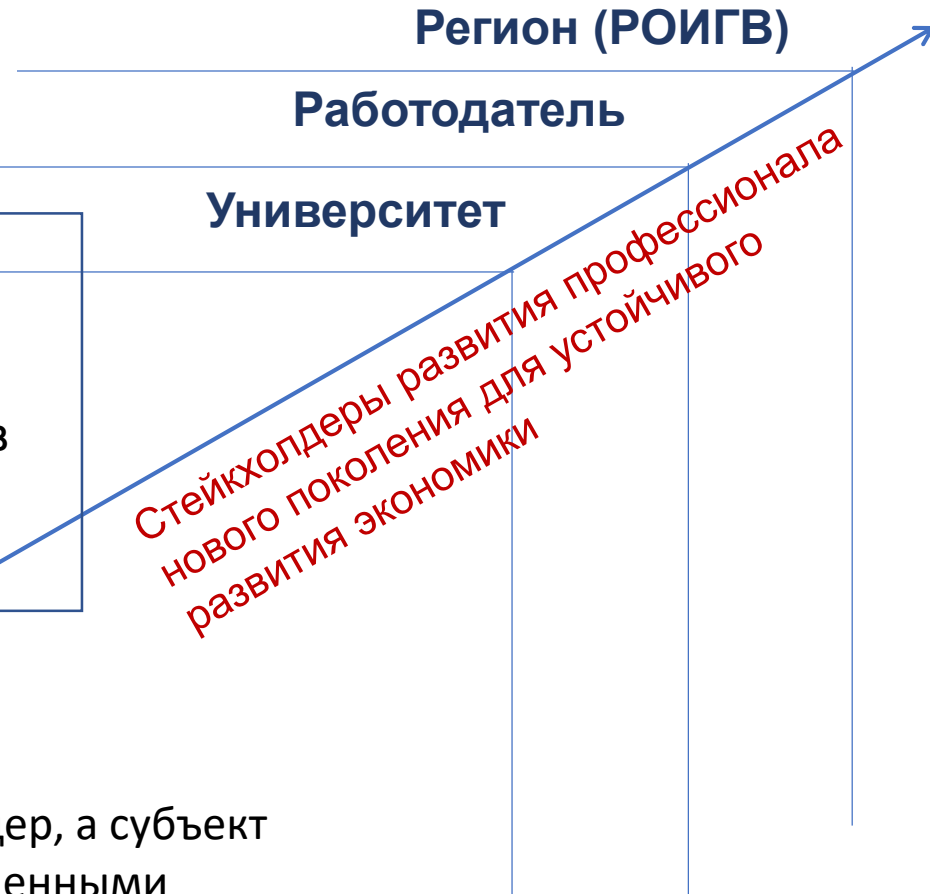 Регион (РОИГВ)
Работодатель
Университет
Стейкхолдеры развития профессионала
нового поколения для устойчивого
развития экономики
в
дер, а субъект
енными